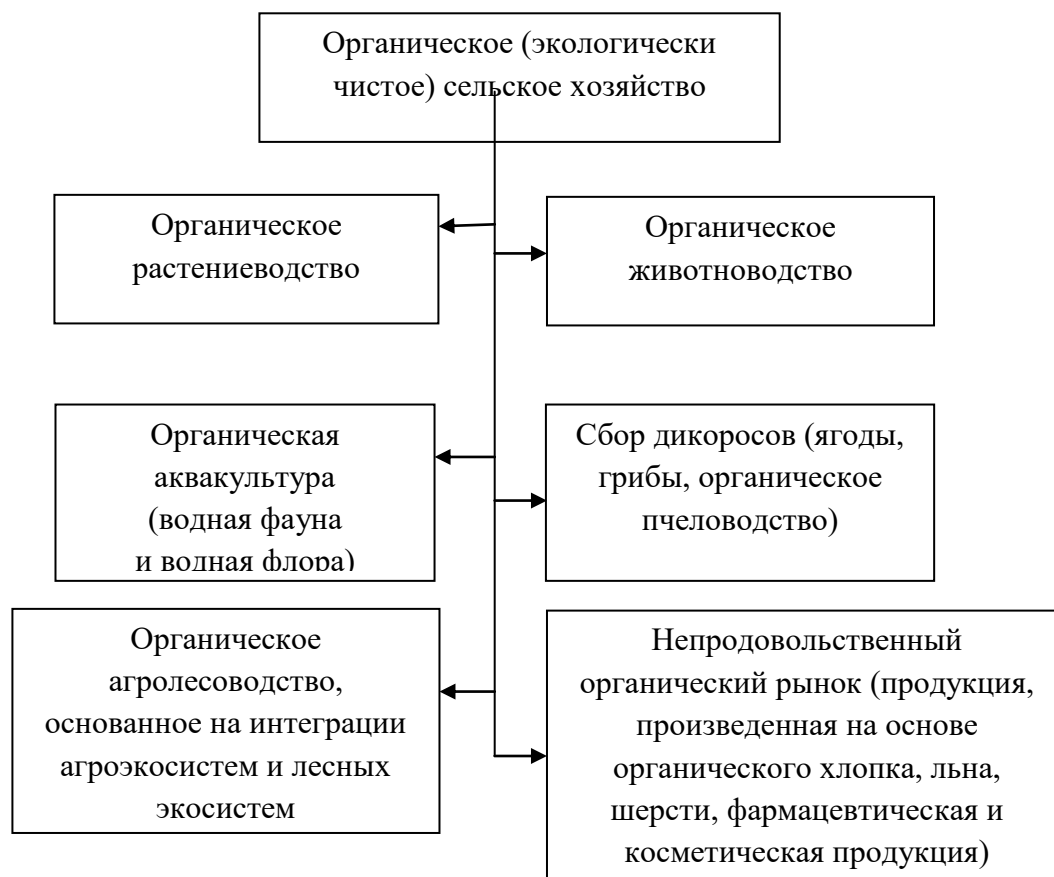 Органическое (экологически
чистое) сельское хозяйство
Органическое
растениеводство
Органическое
животноводство
Органическая
аквакультура
(водная фауна
и водная флора)
Сбор дикоросов (ягоды,
грибы, органическое
пчеловодство)
Органическое
агролесоводство,
основанное на интеграции
агроэкосистем и лесных
экосистем
Непродовольственный
органический рынок (продукция,
произведенная на основе
органического хлопка, льна,
шерсти, фармацевтическая и
косметическая продукция)